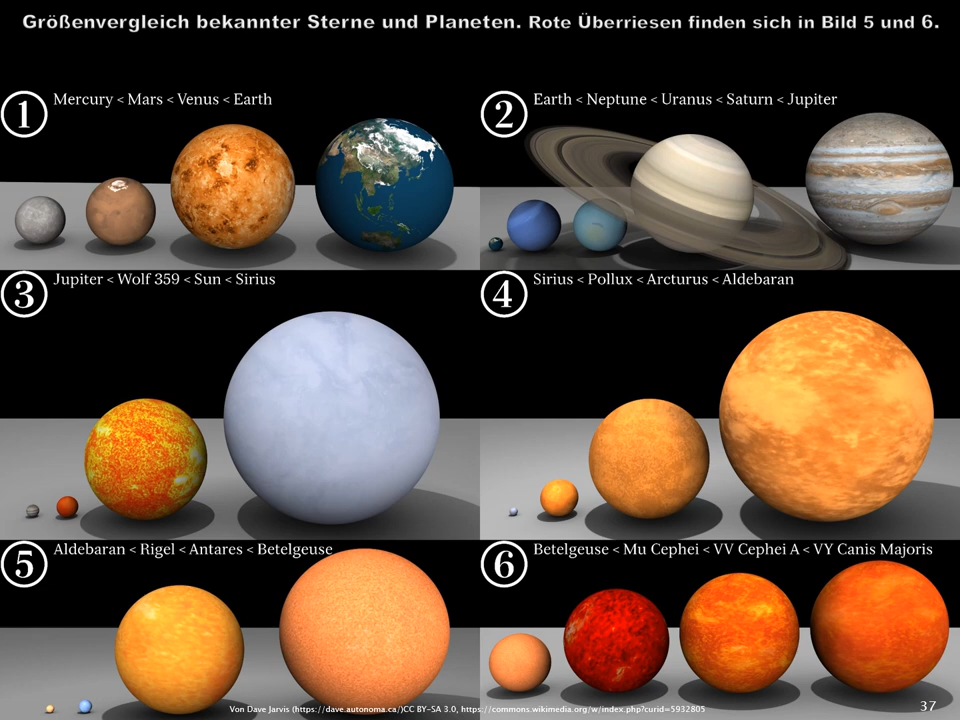 Größenvergleich bekannter Sterne und Planeten. Rote Überriesen finden sich in Bild 5 und 6.
1 Mercury < Mars < Venus < Earth
2 Earth < Neptune < Uranus < Saturn < Jupiter
3 Jupiter < Wolf 359 < Sun < Sirius
4 Sirius < Pollux < Arcturus < Aldebaran
5 Aldebaran < Rigel < Antares < Betelgeuse
6 Betelgeuse < Mu Cephei < VV Cephei A < VY Canis Majoris
Von Dave Jarvis (https://dave.autonoma.ca/)CC BY-SA 3.0, https://commons.wikimedia.org/w/index.php?curid=5932805
37